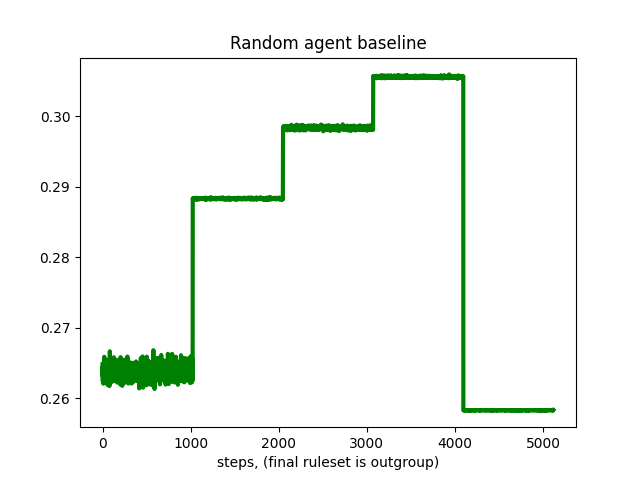 Random agent baseline
0.30
0.29
0.28
0.27
0.26
0 1000 2000 3000 4000 5000
steps, (final ruleset is outgroup)